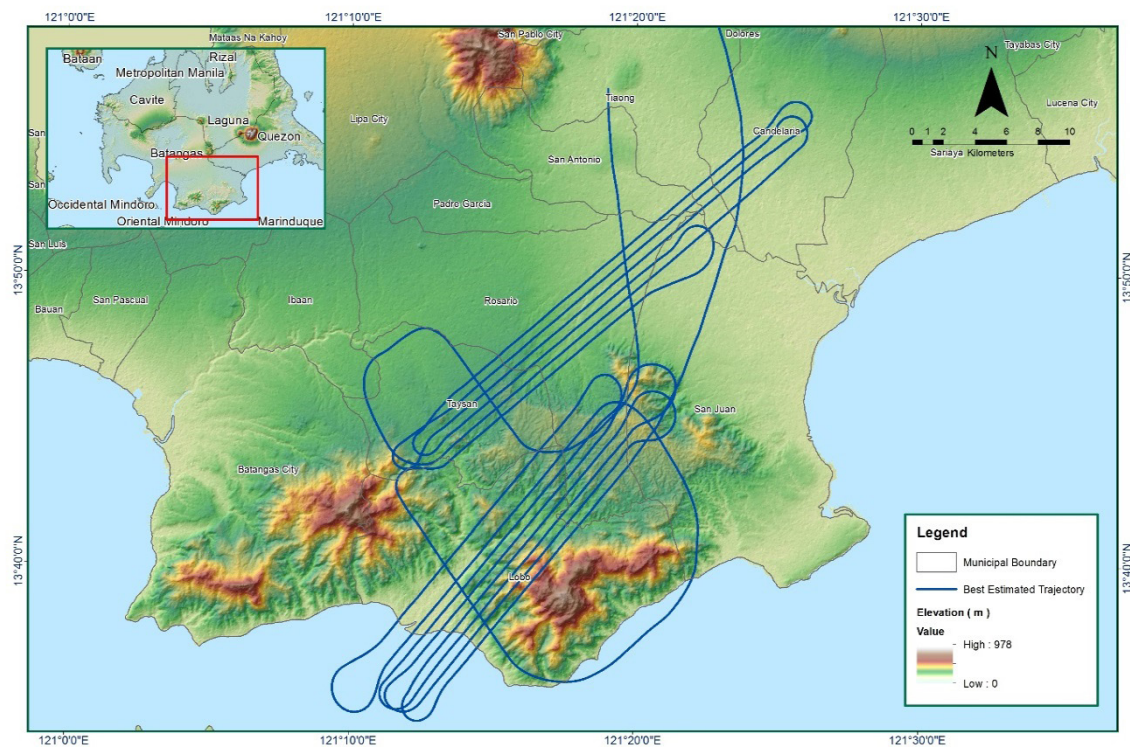 121°0'0"E
121°10'0"E
121°20'0"E
121°30'0"E
Mataas Na Kahoy
San Pablo City
Dolores
Tayabas City
Bataan
Rizal
Metropolitan Manila
Cavite
Laguna
Quezon
Batangas
Occidental Mindoro
Oriental Mindoro
Marinduque
N
Lucena City
Tiaong
Lipa City
Candelaria
0 1 2 4 6 8 10
Kilometers
Sariaya
San
San
San
San Antonio
Padre Garcia
San Luis
13°50'0"N
13°50'0"N
San Pascual
Ibaan
Rosario
Bauan
Taysan
San Juan
Batangas City
Lobo
13°40'0"N
13°40'0"N
Legend
Municipal Boundary
Best Estimated Trajectory
Elevation ( m )
Value
High : 978
Low : 0
121°0'0"E
121°10'0"E
121°20'0"E
121°30'0"E